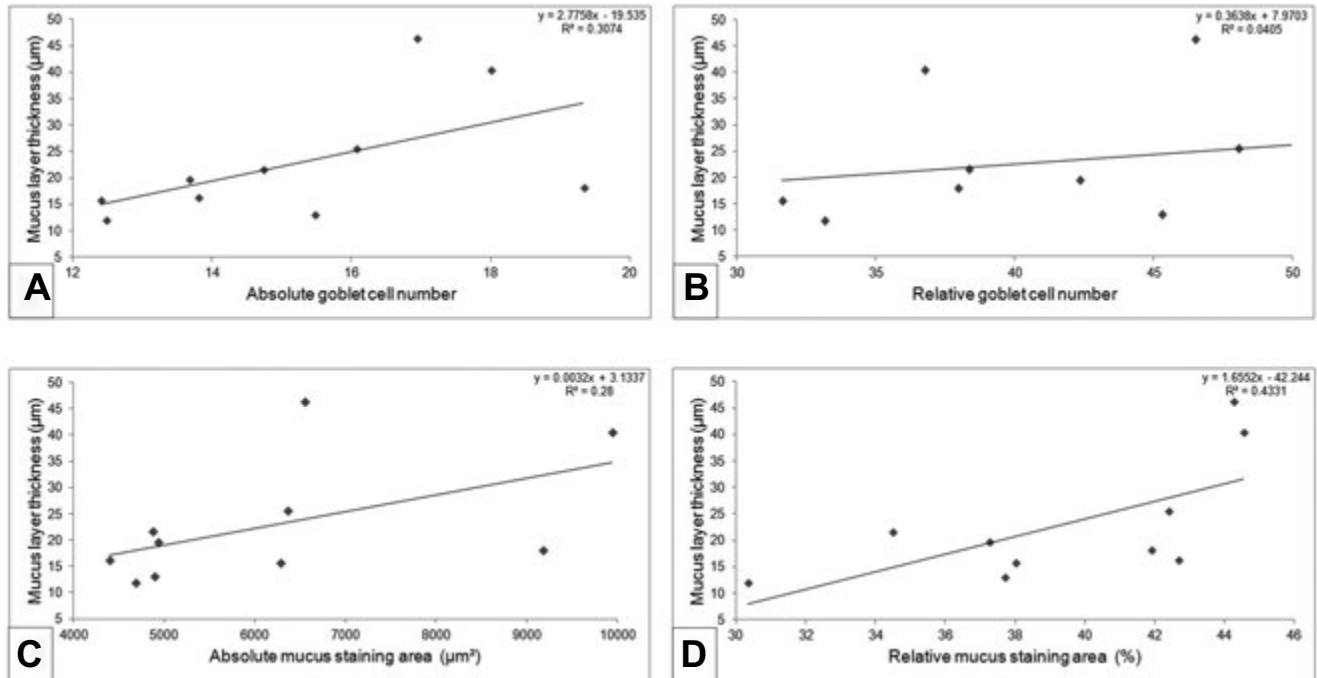 y = 2.7758x - 19.535
R² = 0.3074
50
45
40
35
30
25
20
15
10
5
Mucus layer thickness (µm)
12 14 16 18 20
Absolute goblet cell number
A
y = 0.3638x + 7.9703
R² = 0.0405
50
45
40
35
30
25
20
15
10
5
Mucus layer thickness (µm)
30 35 40 45 50
Relative goblet cell number
B
y = 0.0032x + 3.1337
R² = 0.28
50
45
40
35
30
25
20
15
10
5
Mucus layer thickness (µm)
4000 5000 6000 7000 8000 9000 10000
Absolute mucus staining area (µm²)
C
y = 1.6552x - 42.244
R² = 0.4331
50
45
40
35
30
25
20
15
10
5
Mucus layer thickness (µm)
30 32 34 36 38 40 42 44 46
Relative mucus staining area (%)
D